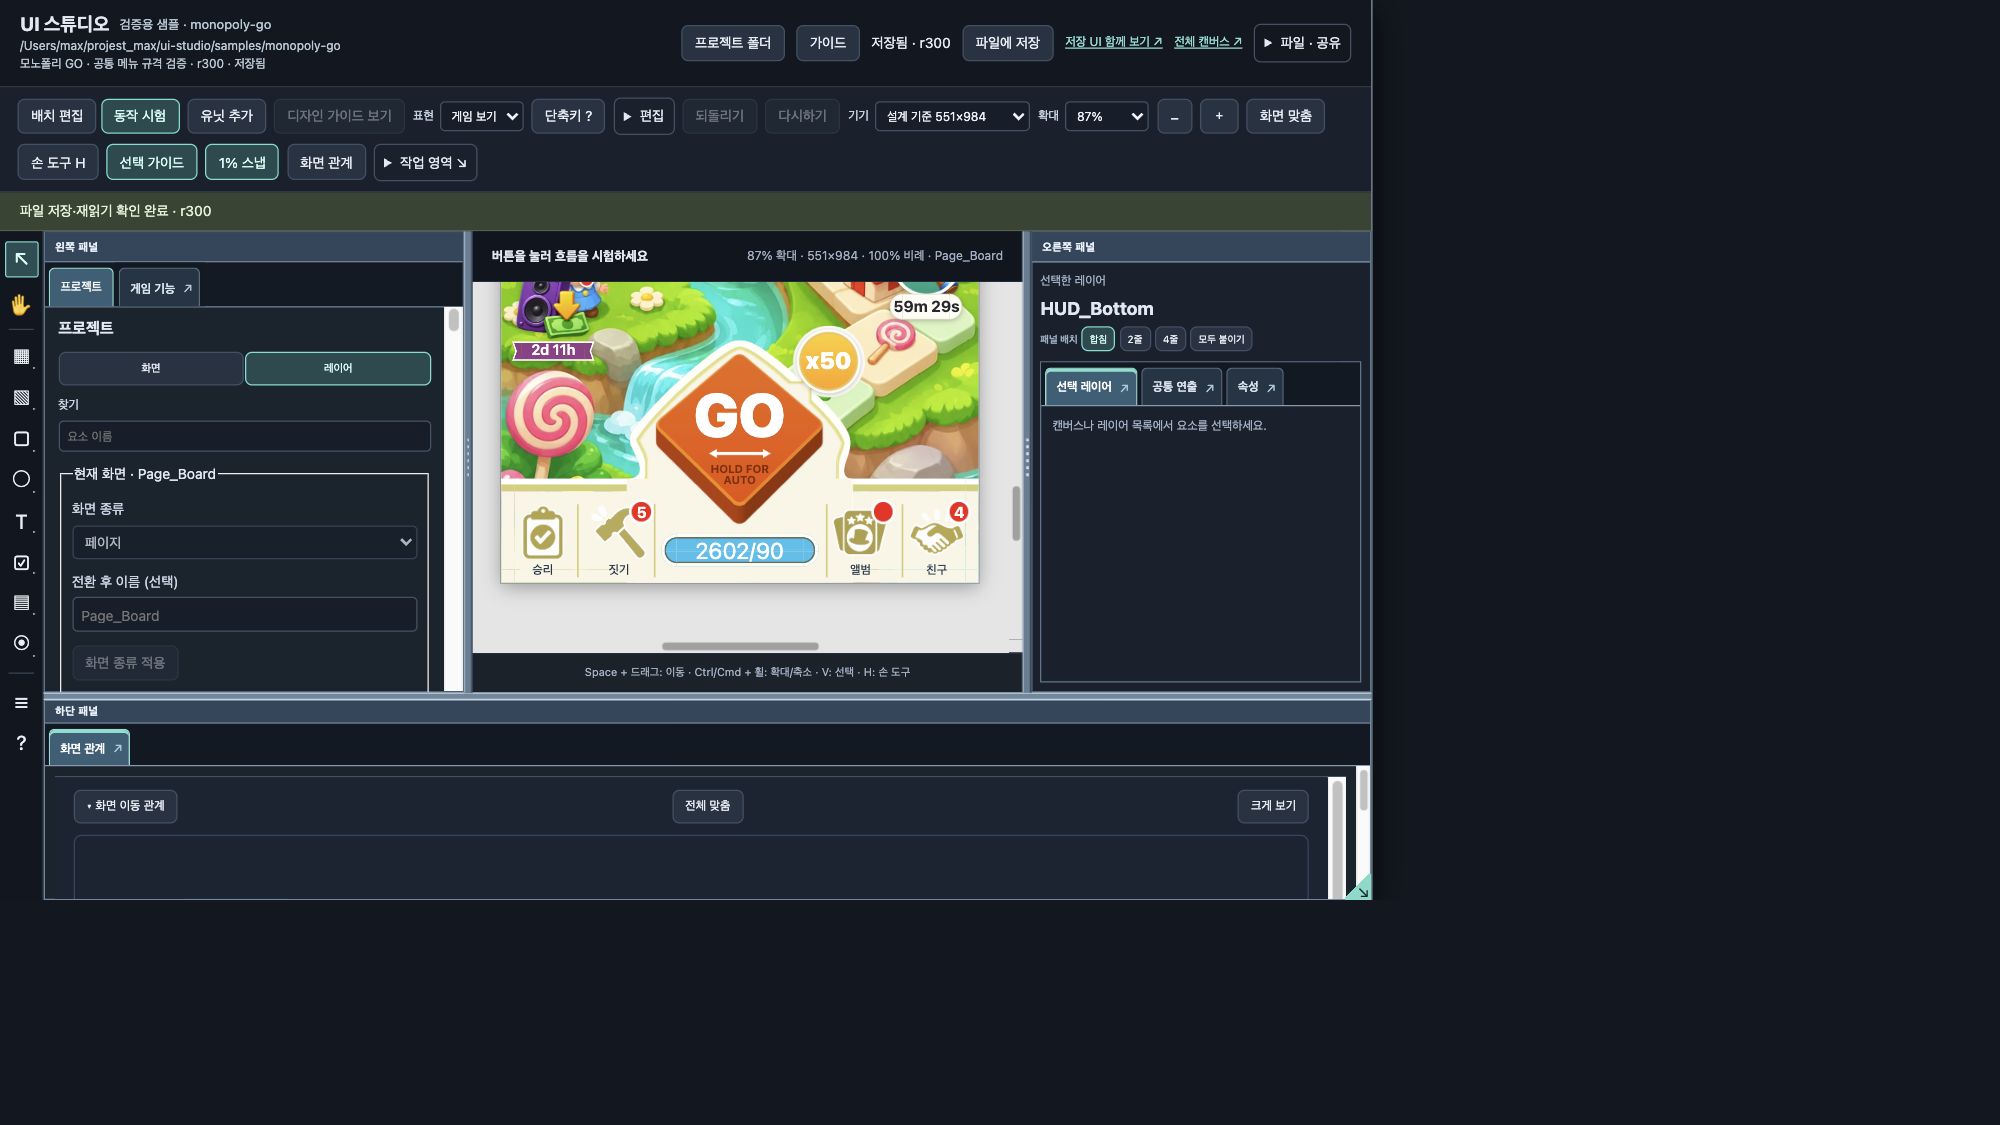 UI 스튜디오 검증용 샘플 · monopoly-go
/Users/max/projest_max/ui-studio/samples/monopoly-go
모노폴리 GO · 공통 메뉴 규격 검증 · r300 · 저장됨
프로젝트 폴더 가이드 저장됨 · r300 파일에 저장 저장 UI 함께 보기 ↗ 전체 캔버스 ↗ ▶ 파일 · 공유
배치 편집 동작 시험 유닛 추가 디자인 가이드 보기 표현 게임 보기 단축키 ? ▶ 편집 되돌리기 다시하기 기기 설계 기준 551×984 확대 87% − + 화면 맞춤
손 도구 H 선택 가이드 1% 스냅 화면 관계 ▶ 작업 영역 ↘
파일 저장·재읽기 확인 완료 · r300
왼쪽 패널
프로젝트 게임 기능 ↗
프로젝트
화면 레이어
찾기
요소 이름
현재 화면 · Page_Board
화면 종류
페이지
전환 후 이름 (선택)
Page_Board
화면 종류 적용
T
?
버튼을 눌러 흐름을 시험하세요 87% 확대 · 551×984 · 100% 비례 · Page_Board
59m 29s
2d 11h
x50
GO
HOLD FOR
AUTO
5
4
2602/90
승리 짓기 앨범 친구
Space + 드래그: 이동 · Ctrl/Cmd + 휠: 확대/축소 · V: 선택 · H: 손 도구
오른쪽 패널
선택한 레이어
HUD_Bottom
패널 배치 합침 2줄 4줄 모두 붙이기
선택 레이어 ↗ 공통 연출 ↗ 속성 ↗
캔버스나 레이어 목록에서 요소를 선택하세요.
하단 패널
화면 관계 ↗
▾ 화면 이동 관계 전체 맞춤 크게 보기